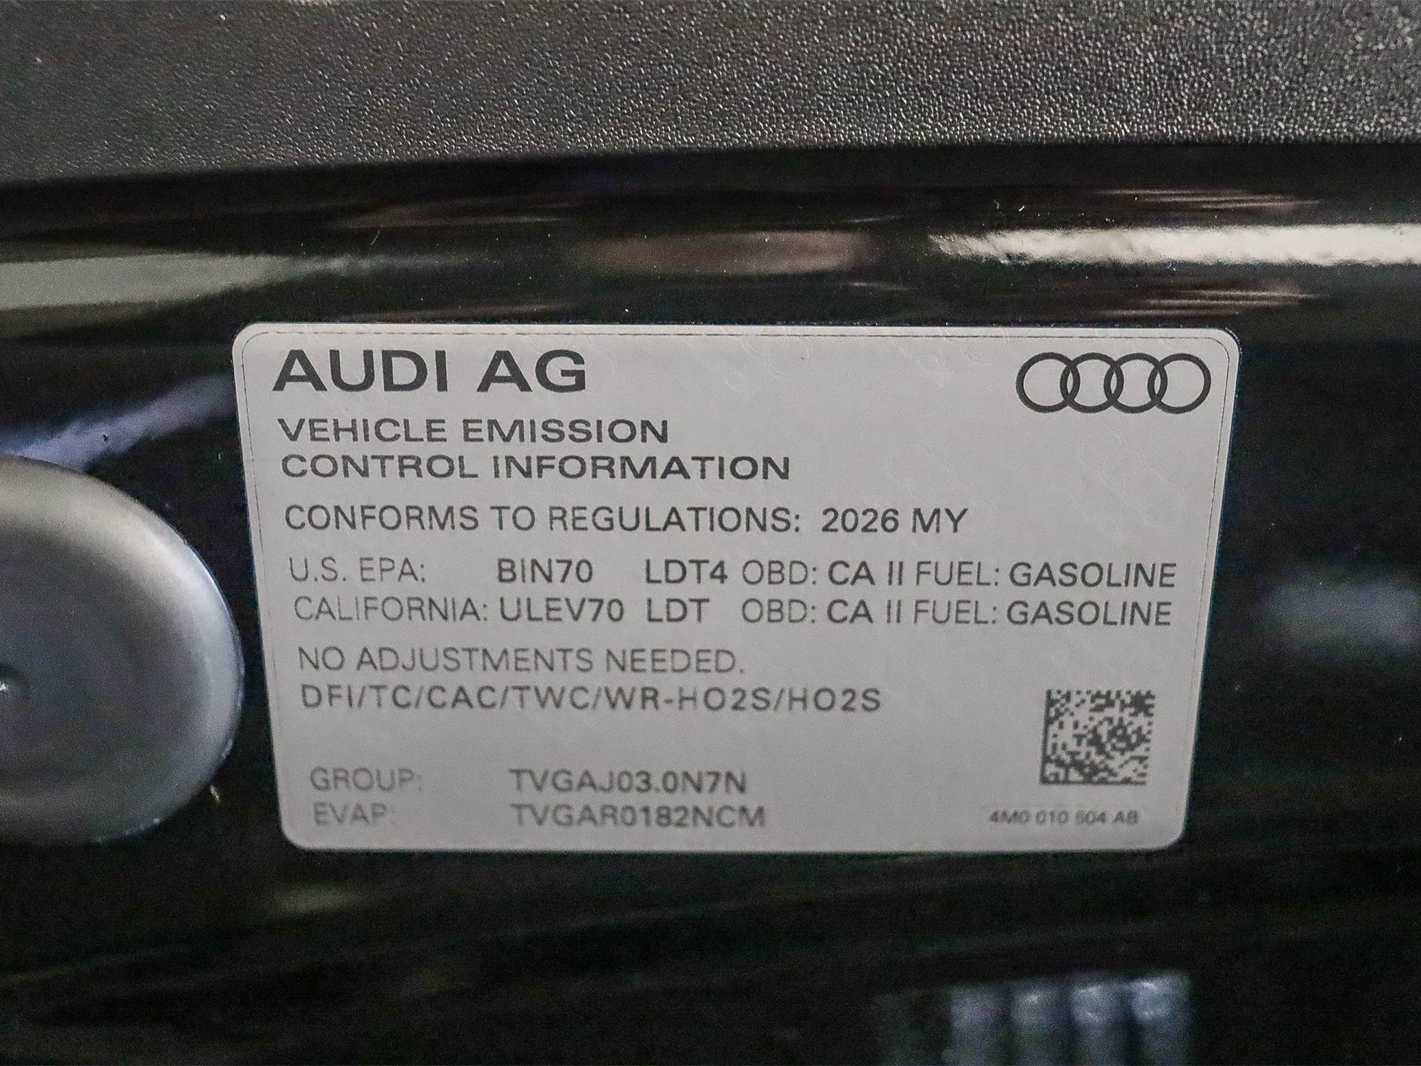 AUDI AG
VEHICLE EMISSION
CONTROL INFORMATION
CONFORMS TO REGULATIONS: 2026 MY
U.S. EPA: BIN70 LDT4 OBD: CA II FUEL: GASOLINE
CALIFORNIA: ULEV70 LDT OBD: CA II FUEL: GASOLINE
NO ADJUSTMENTS NEEDED.
DFI/TC/CAC/TWC/WR-HO2S/HO2S
GROUP: TVGAJ03.0N7N
EVAP: TVGAR0182NCM
4M0 010 604 AB